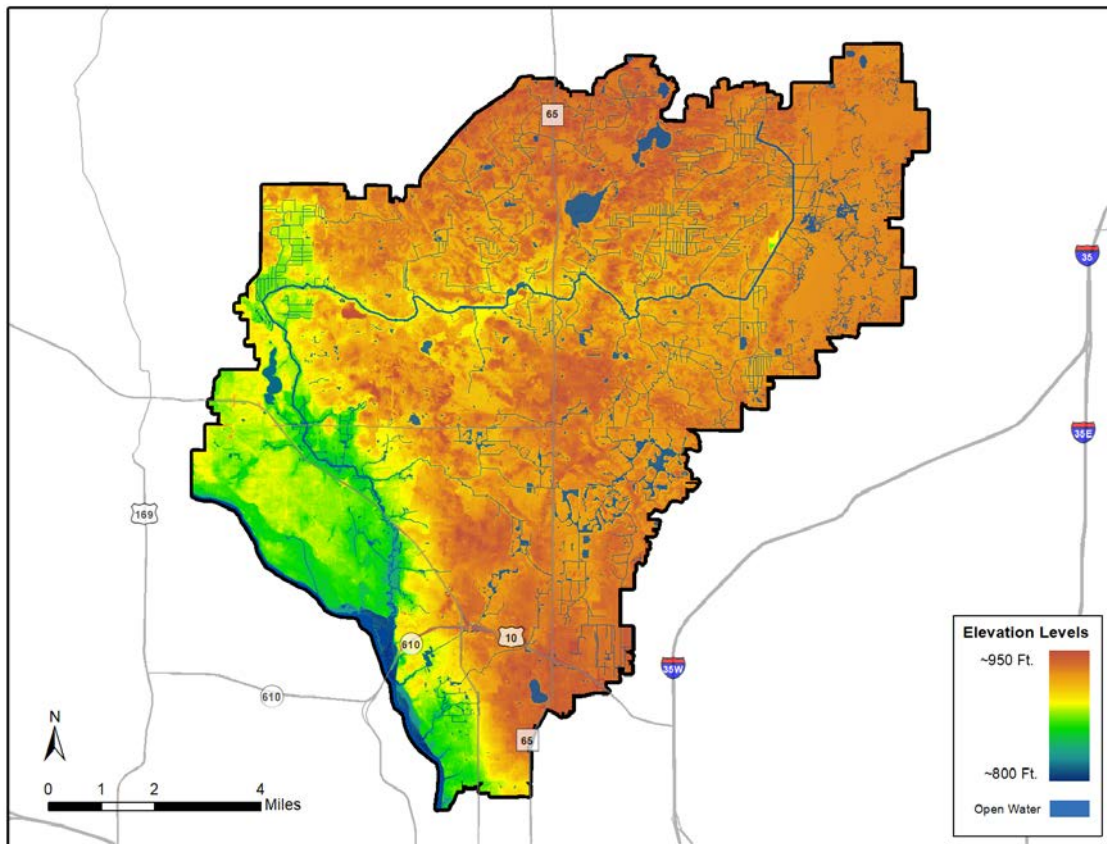 65
35
35E
169
610
10
35W
610
65
N
0 1 2 4
Miles
Elevation Levels
~950 Ft.
~800 Ft.
Open Water